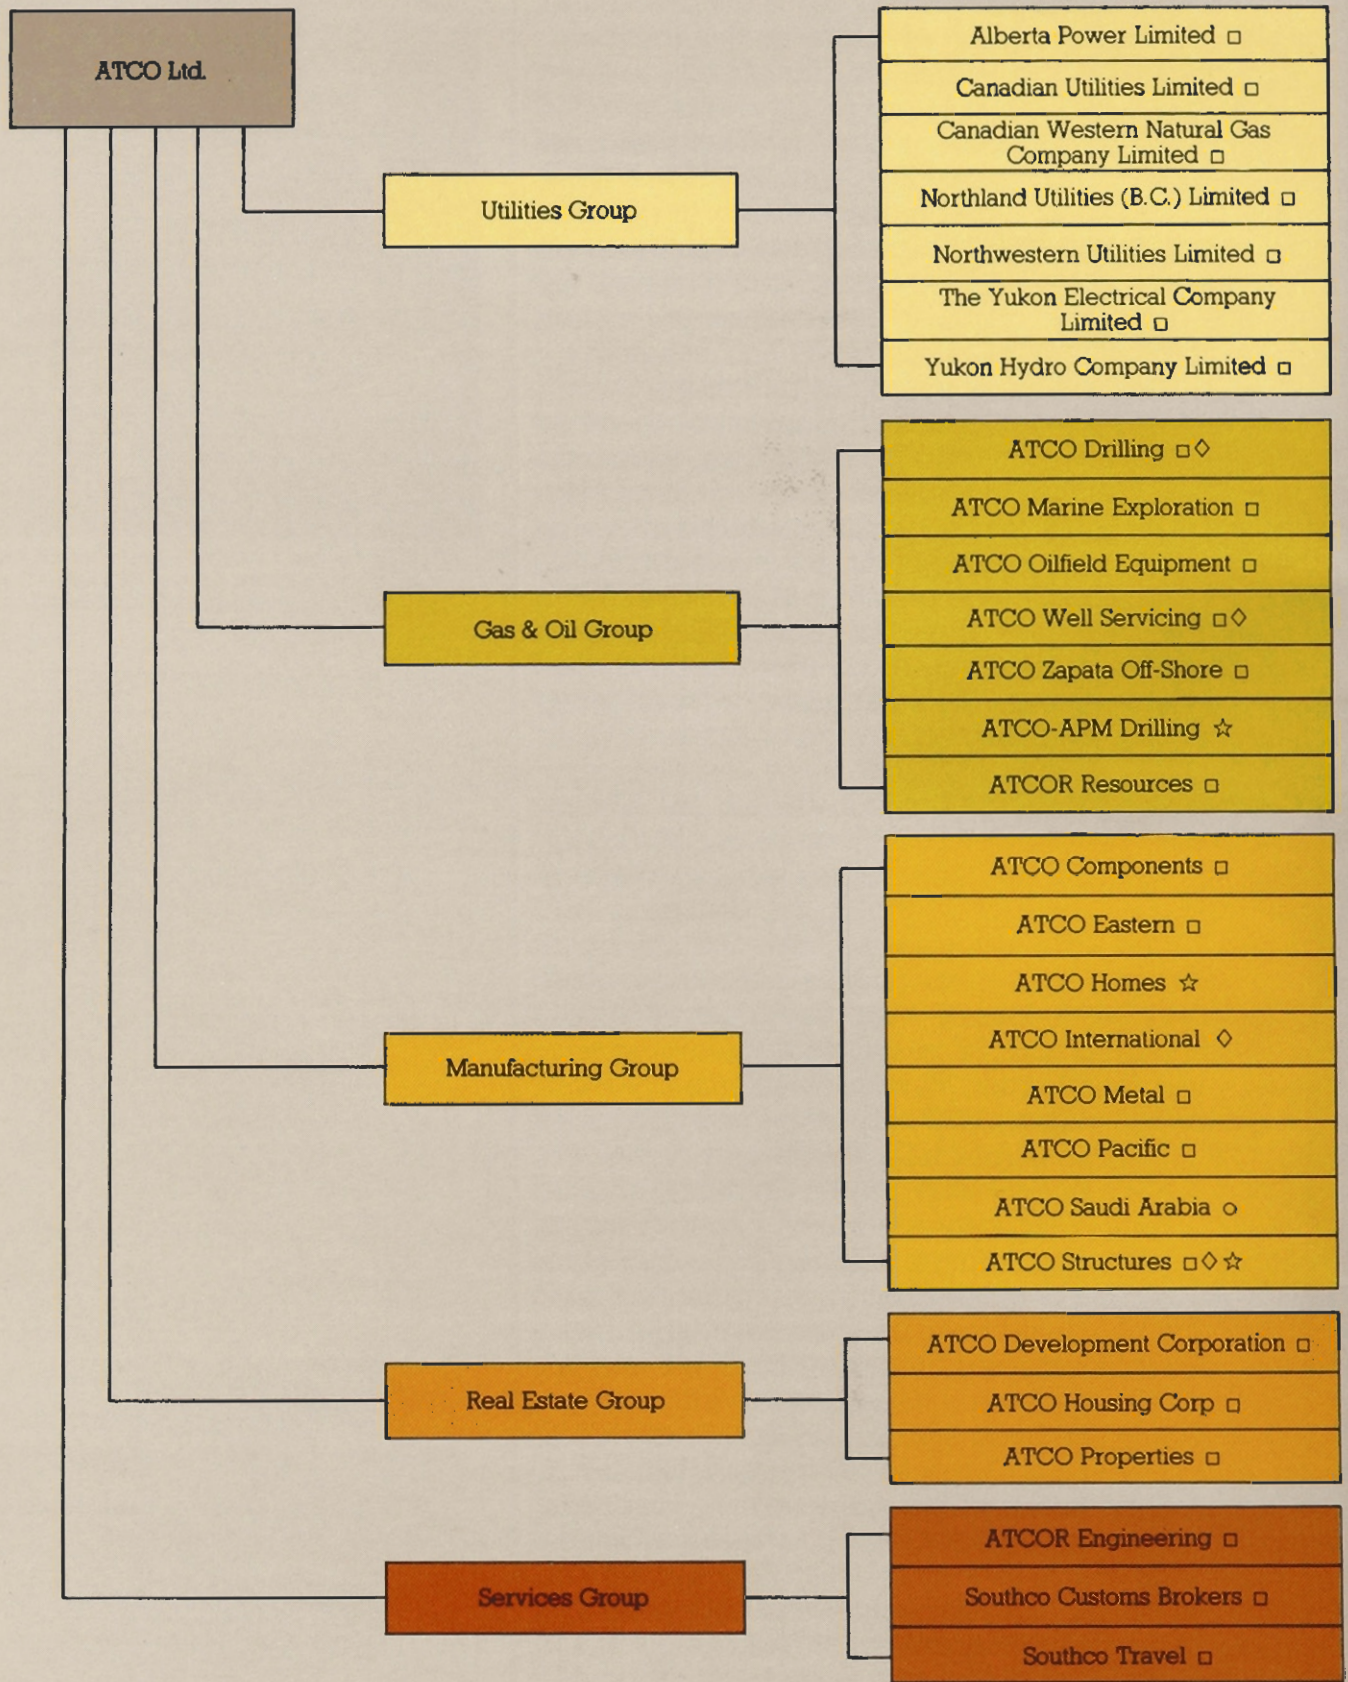 ATCO Ltd.
Utilities Group
Alberta Power Limited □
Canadian Utilities Limited □
Canadian Western Natural Gas
Company Limited □
Northland Utilities (B.C.) Limited □
Northwestern Utilities Limited □
The Yukon Electrical Company
Limited □
Yukon Hydro Company Limited □
Gas & Oil Group
ATCO Drilling □◇
ATCO Marine Exploration □
ATCO Oilfield Equipment □
ATCO Well Servicing □◇
ATCO Zapata Off-Shore □
ATCO-APM Drilling ☆
ATCOR Resources □
Manufacturing Group
ATCO Components □
ATCO Eastern □
ATCO Homes ☆
ATCO International ◇
ATCO Metal □
ATCO Pacific □
ATCO Saudi Arabia ○
ATCO Structures □◇☆
Real Estate Group
ATCO Development Corporation □
ATCO Housing Corp □
ATCO Properties □
Services Group
ATCOR Engineering □
Southco Customs Brokers □
Southco Travel □